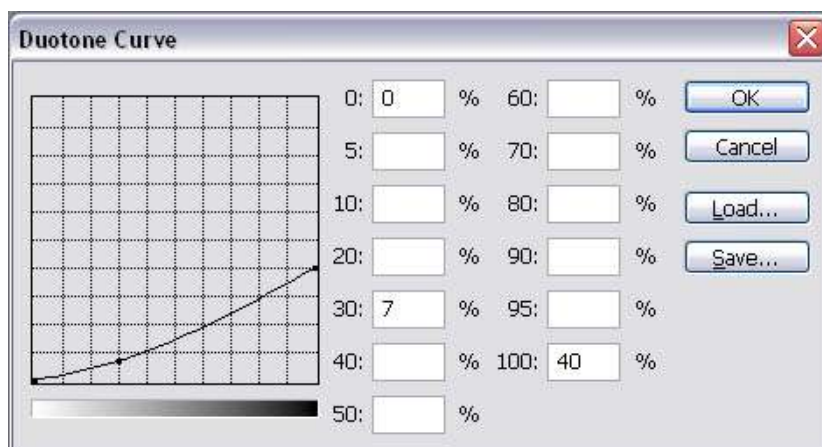 Duotone Curve
0: 0 % 60: % OK
5: % 70: % Cancel
10: % 80: % Load...
20: % 90: % Save...
30: 7 % 95: %
40: % 100: 40 %
50: %